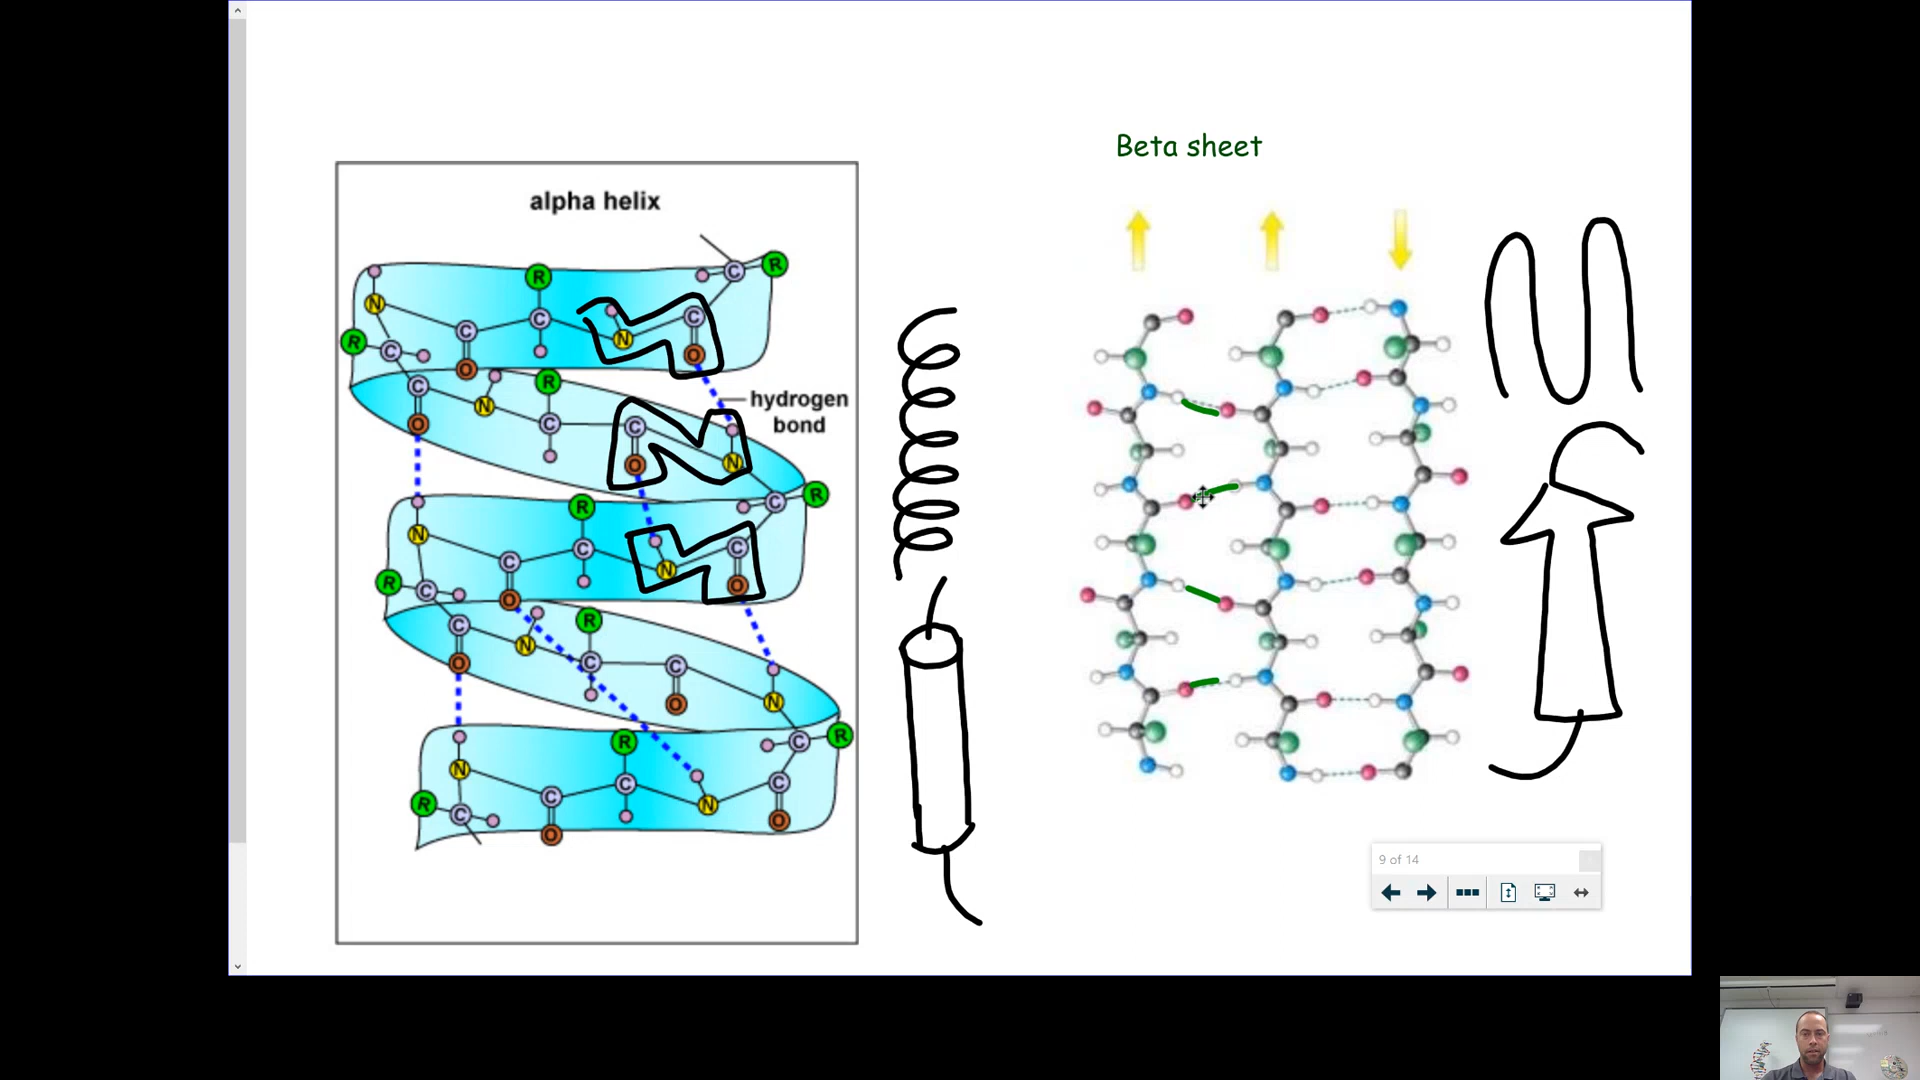 Beta sheet
alpha helix
C R
N R
C N C
C O O
R C
C R
O N C
C N
O
R C R
N C
C C N O
R C O
C R
N C C
O O
N
R C R
N C C
R C N
O O
hydrogen
bond
9 of 14